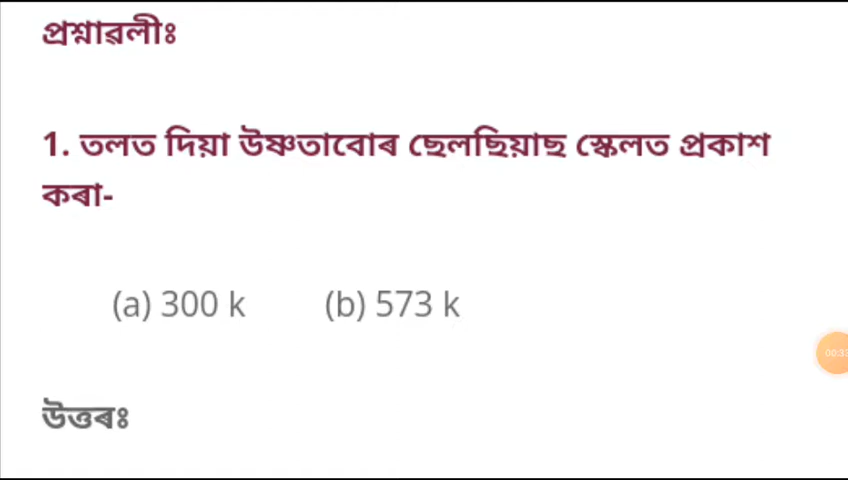 প্ৰশ্নাৱলীঃ
1. তলত দিয়া উষ্ণতাবোৰ ছেলছিয়াছ স্কেলত প্ৰকাশ
কৰা-
(a) 300 k (b) 573 k
উত্তৰঃ